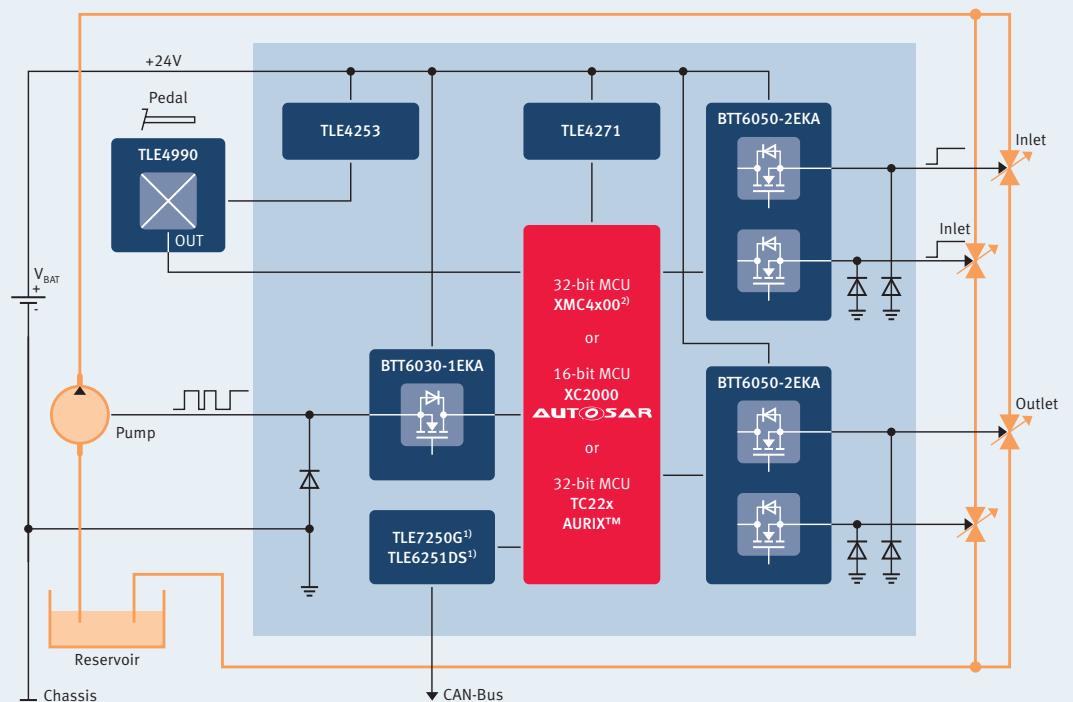 +24V
Pedal
TLE4990
OUT
TLE4253
TLE4271
BTT6050-2EKA
Inlet
Inlet
V_BAT
+
-
32-bit MCU
XMC4x00²⁾
or
16-bit MCU
XC2000
AUTOSAR
or
32-bit MCU
TC22x
AURIX™
BTT6030-1EKA
BTT6050-2EKA
Outlet
Pump
TLE7250G¹⁾
TLE6251DS¹⁾
Reservoir
Chassis
CAN-Bus